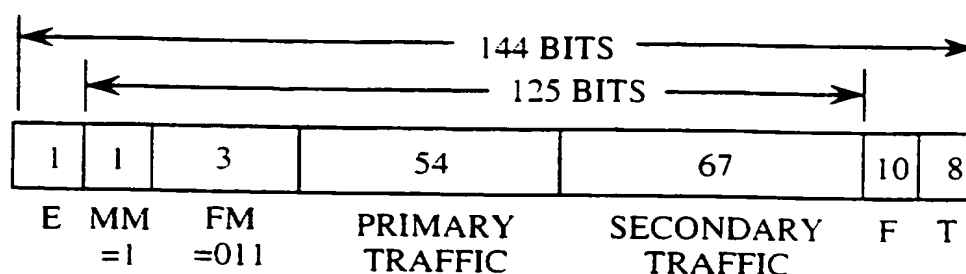 144 BITS
125 BITS
1 1 3 54 67 10 8
E MM FM PRIMARY SECONDARY F T
=1 =011 TRAFFIC TRAFFIC